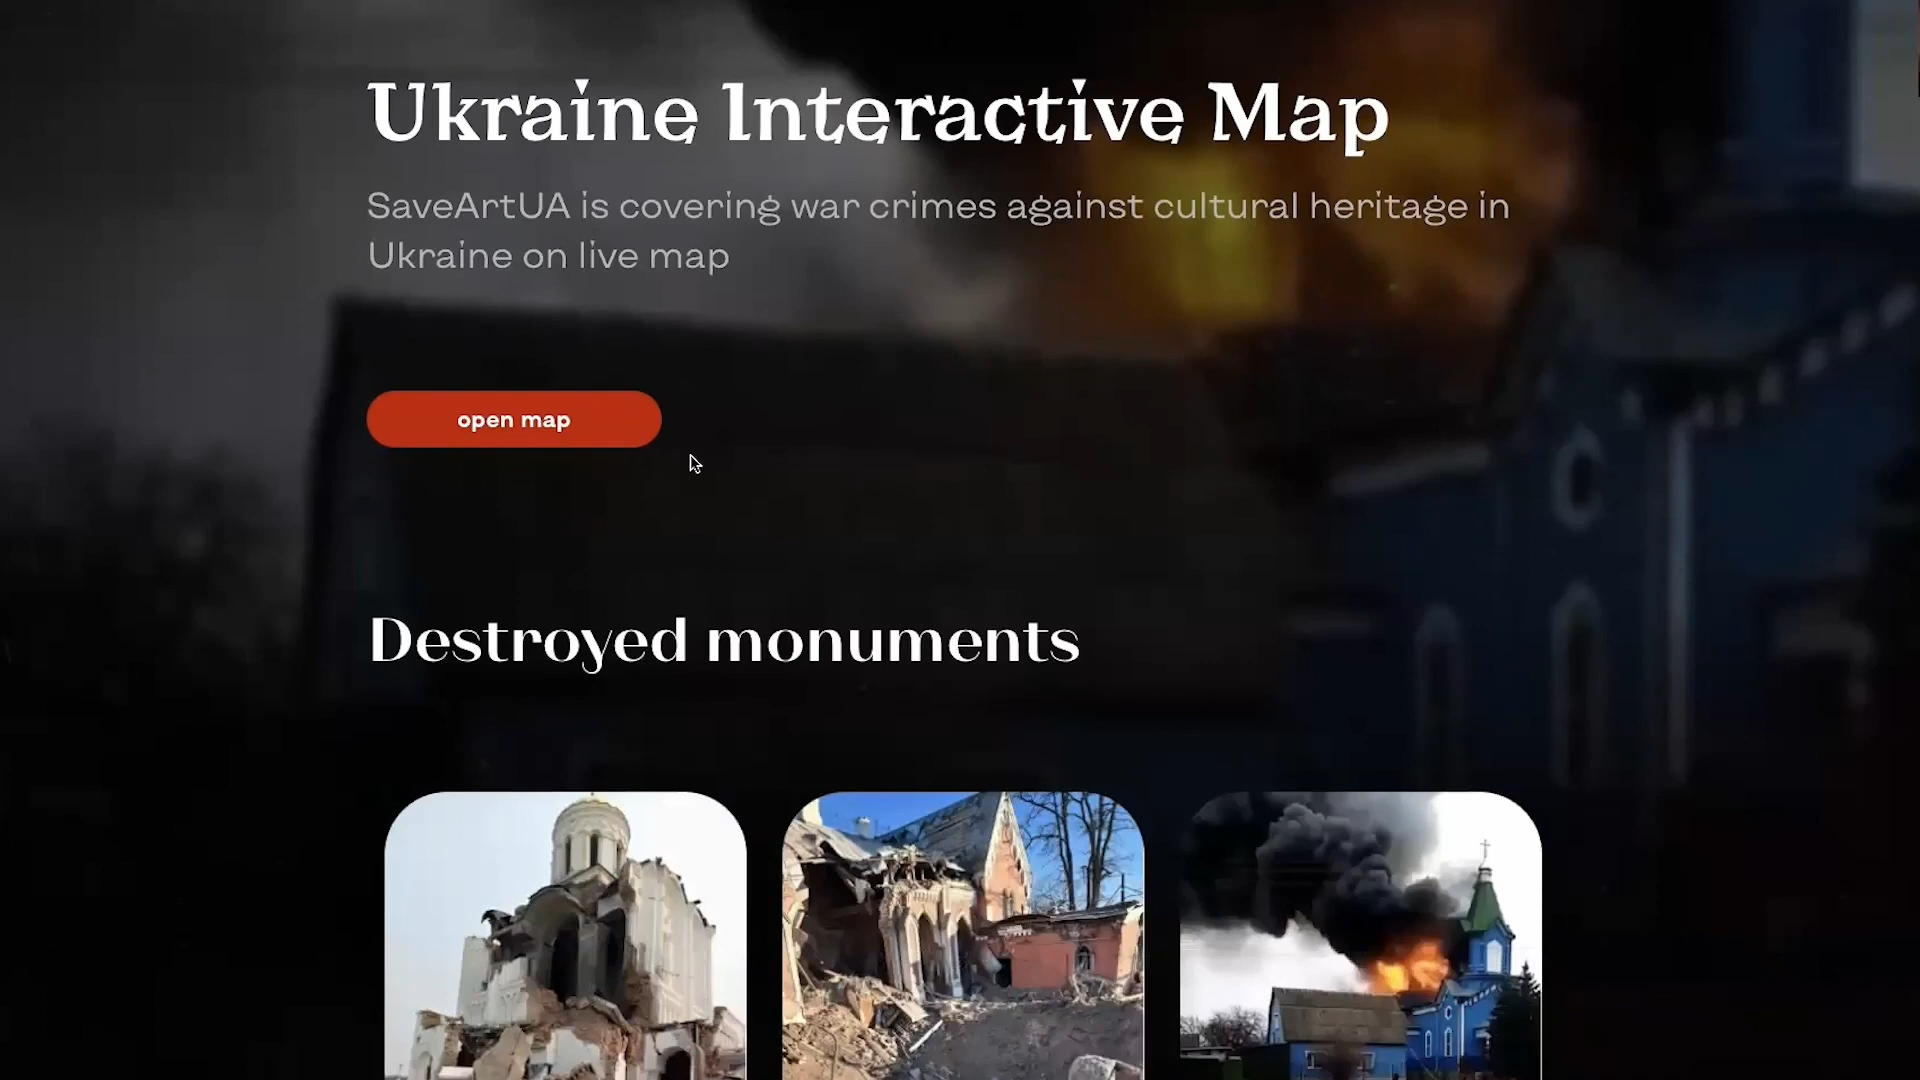 Ukraine Interactive Map
SaveArtUA is covering war crimes against cultural heritage in
Ukraine on live map
open map
Destroyed monuments